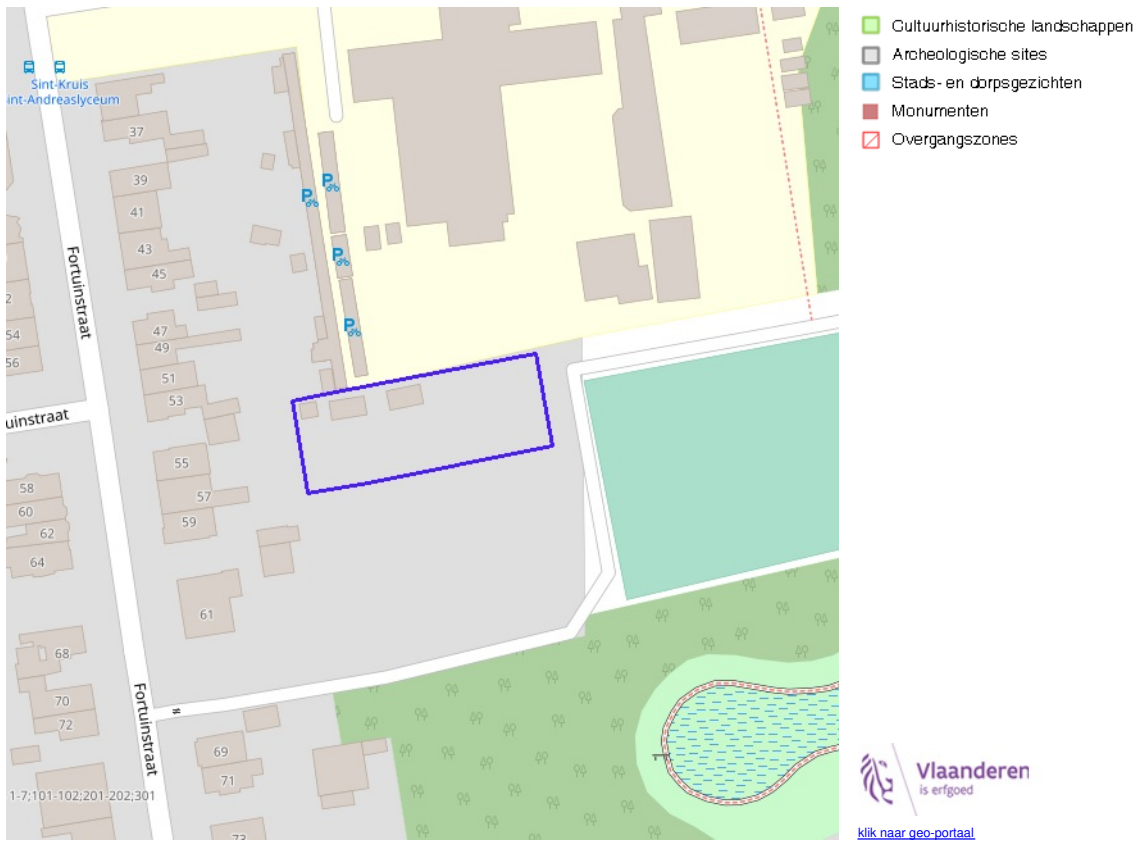 Sint-Kruis
int-Andreaslyceum
37
39
41
43
45
47
49
51
53
55
57
59
61
2
54
56
58
60
62
64
68
70
72
69
71
73
1-7;101-102;201-202;301
Fortuinstraat
uinstraat
Fortuinstraat
P
P
P
P
Cultuurhistorische landschappen
Archeologische sites
Stads- en dorpsgezichten
Monumenten
Overgangszones
Vlaanderen
is erfgoed
klik naar geo-portaal